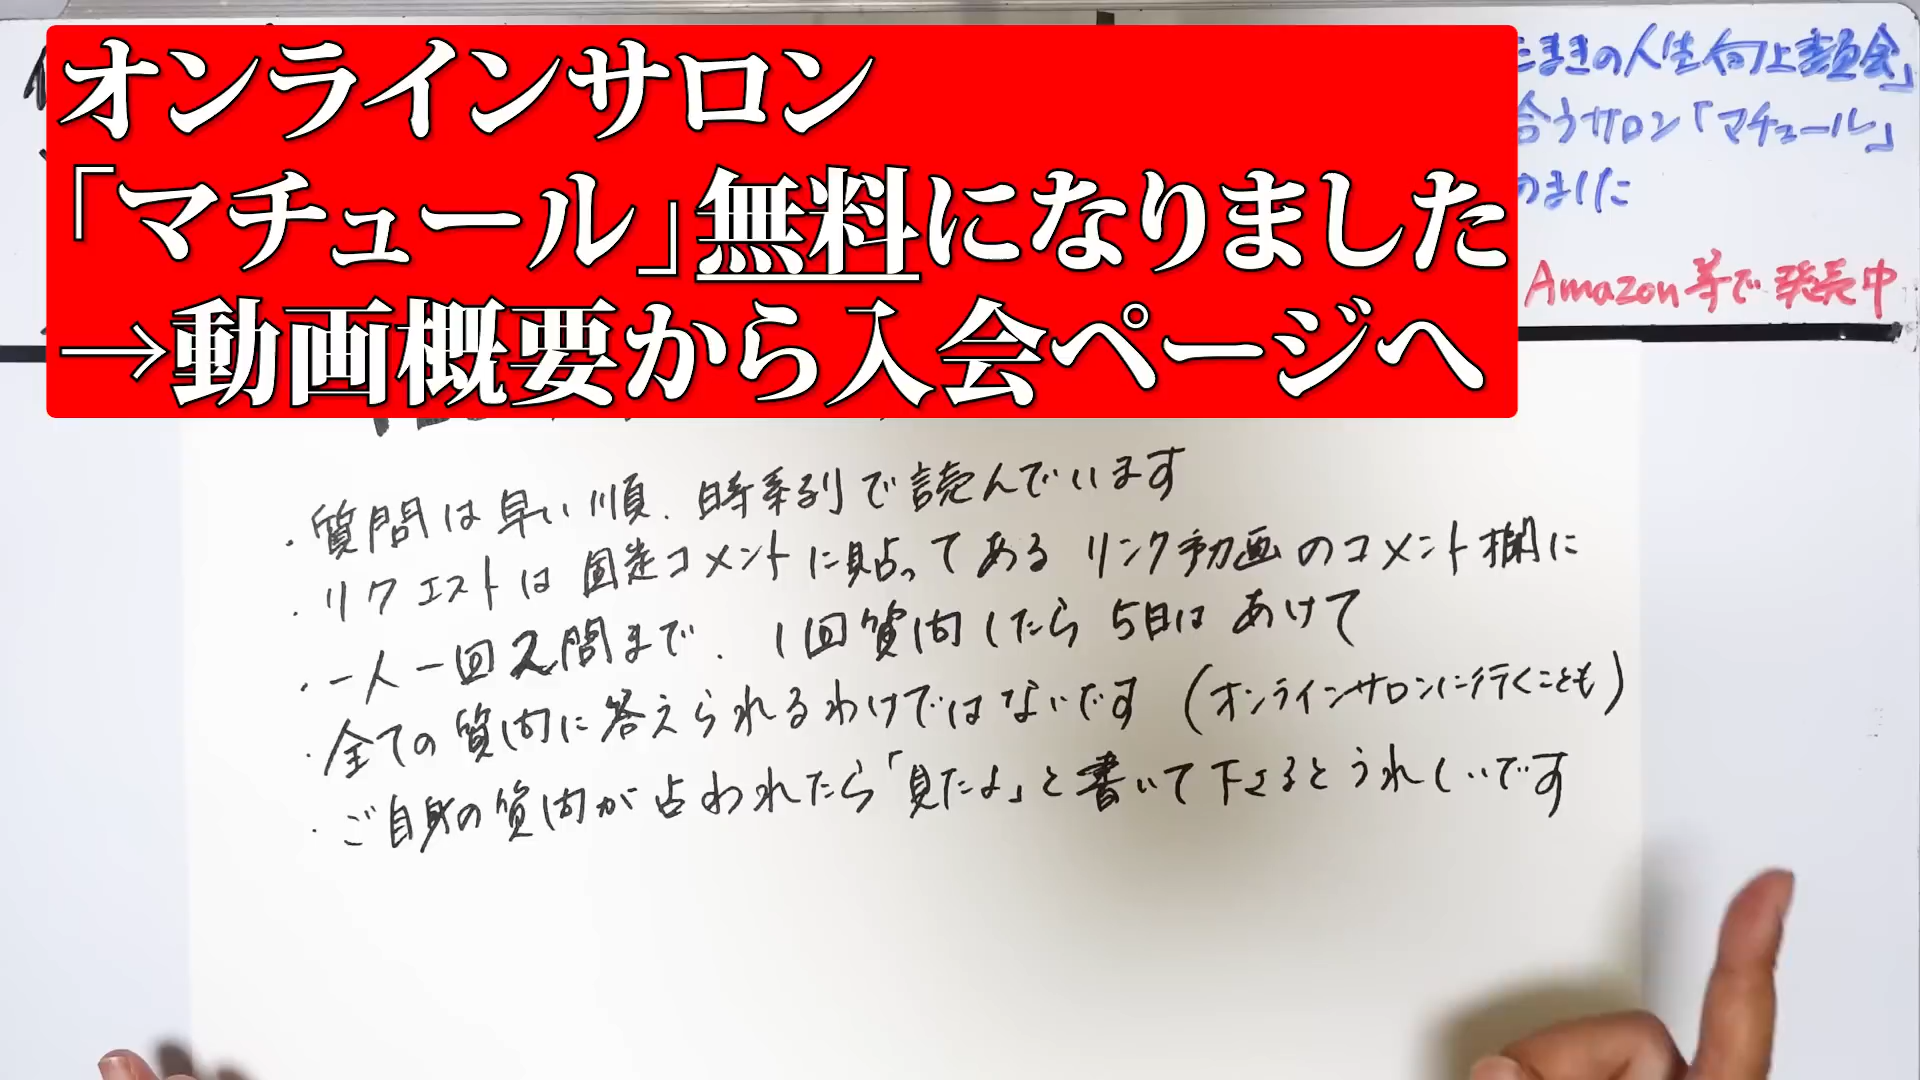 オンラインサロン
「マチュール」無料になりました
→動画概要から入会ページへ
まきの人生向上委員会」
合うサロン「マチュール」
めました
Amazon等で発売中
・質問は早い順、時系列で読んでいます
・リクエストは固定コメントに貼ってあるリンク動画のコメント欄に
・一人一回2問まで、1回質問したら5日はあけて
・全ての質問に答えられるわけではないです（オンラインサロンに行くことも）
・ご自身の質問が占われたら「見たよ」と書いて下さるとうれしいです